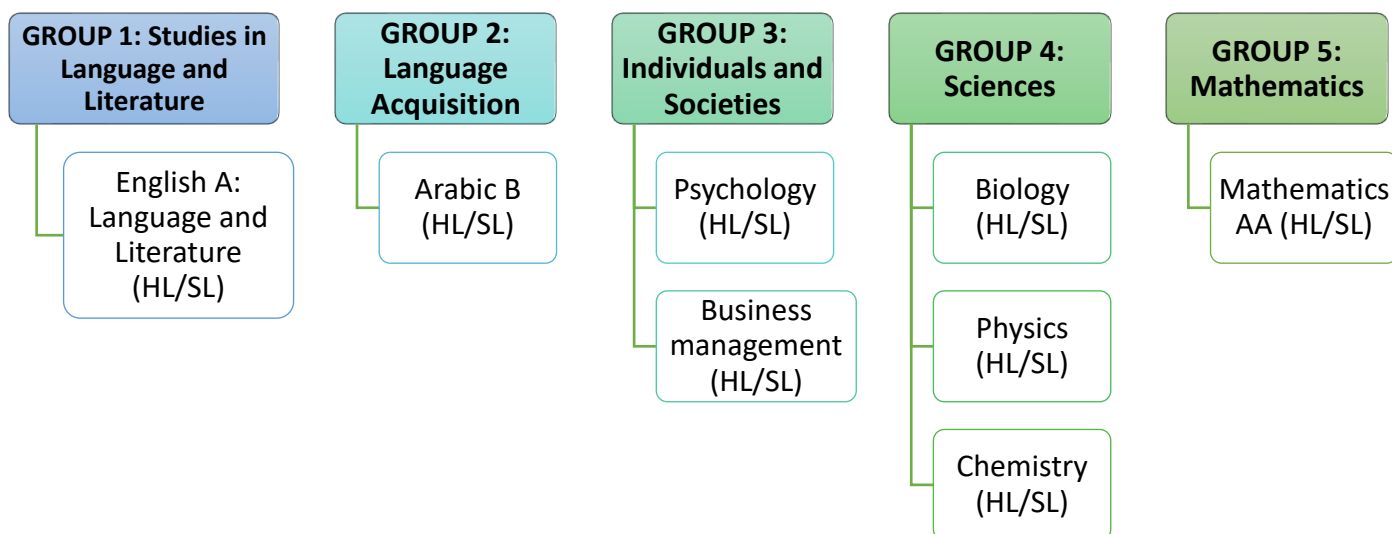 GROUP 1: Studies in
Language and
Literature
English A:
Language and
Literature
(HL/SL)
GROUP 2:
Language
Acquisition
Arabic B
(HL/SL)
GROUP 3:
Individuals and
Societies
Psychology
(HL/SL)
Business
management
(HL/SL)
GROUP 4:
Sciences
Biology
(HL/SL)
Physics
(HL/SL)
Chemistry
(HL/SL)
GROUP 5:
Mathematics
Mathematics
AA (HL/SL)